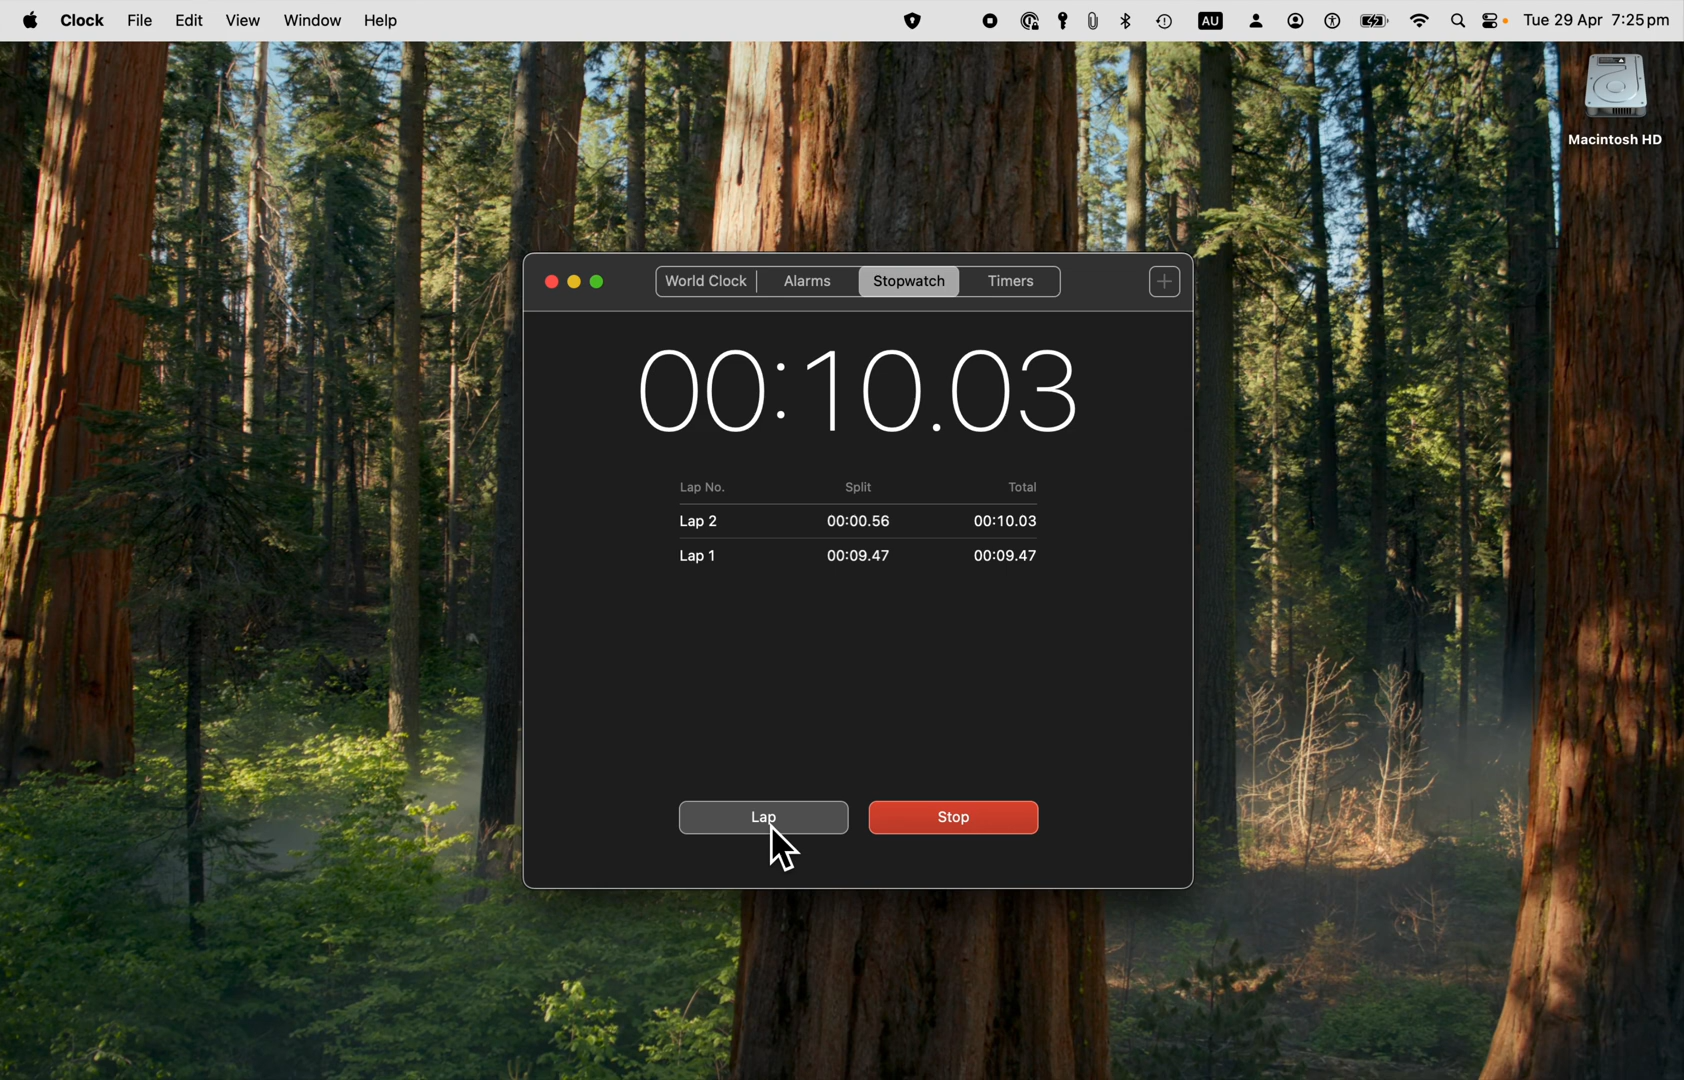 Clock File Edit View Window Help AU Tue 29 Apr 7:25 pm
Macintosh HD
World Clock Alarms Stopwatch Timers
00:10.03
Lap No. Split Total
Lap 2 00:00.56 00:10.03
Lap 1 00:09.47 00:09.47
Lap Stop